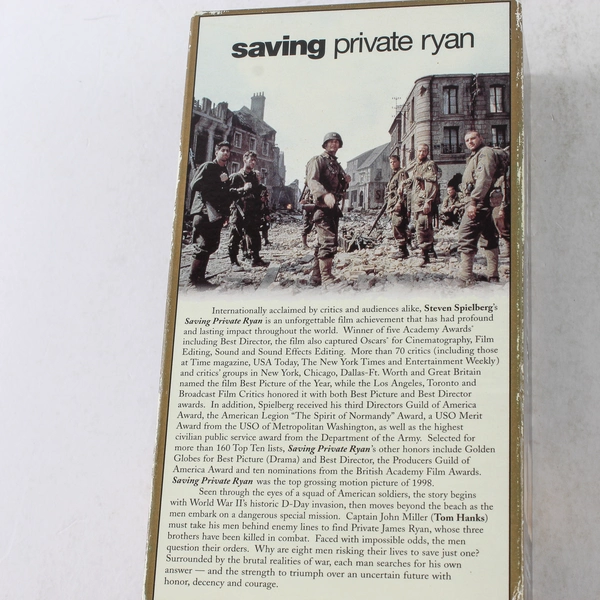 saving private ryan
Internationally acclaimed by critics and audiences alike, Steven Spielberg's
Saving Private Ryan is an unforgettable film achievement that has had profound
and lasting impact throughout the world. Winner of five Academy Awards®
including Best Director, the film also captured Oscars® for Cinematography, Film
Editing, Sound and Sound Effects Editing. More than 70 critics (including those
at Time magazine, USA Today, The New York Times and Entertainment Weekly)
and critics' groups in New York, Chicago, Dallas-Ft. Worth and Great Britain
named the film Best Picture of the Year, while the Los Angeles, Toronto and
Broadcast Film Critics honored it with both Best Picture and Best Director
awards. In addition, Spielberg received his third Directors Guild of America
Award, the American Legion "The Spirit of Normandy" Award, a USO Merit
Award from the USO of Metropolitan Washington, as well as the highest
civilian public service award from the Department of the Army. Selected for
more than 160 Top Ten lists, Saving Private Ryan's other honors include Golden
Globes for Best Picture (Drama) and Best Director, the Producers Guild of
America Award and ten nominations from the British Academy Film Awards.
Saving Private Ryan was the top grossing motion picture of 1998.
Seen through the eyes of a squad of American soldiers, the story begins
with World War II's historic D-Day invasion, then moves beyond the beach as the
men embark on a dangerous special mission. Captain John Miller (Tom Hanks)
must take his men behind enemy lines to find Private James Ryan, whose three
brothers have been killed in combat. Faced with impossible odds, the men
question their orders. Why are eight men risking their lives to save just one?
Surrounded by the brutal realities of war, each man searches for his own
answer — and the strength to triumph over an uncertain future with
honor, decency and courage.